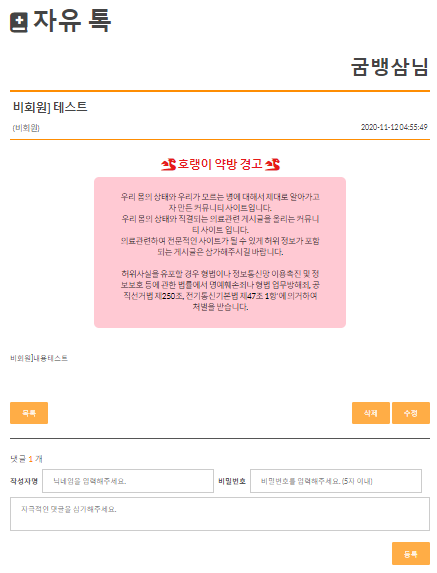 자유 톡
굼뱅삼님
비회원] 테스트
(비회원)
2020-11-12 04:55:49
호랭이 약방 경고
우리 몸의 상태와 우리가 모르는 병에 대해서 제대로 알아가고
자 만든 커뮤니티 사이트입니다.
우리 몸의 상태와 직결되는 의료관련 게시글을 올리는 커뮤니
티 사이트 입니다.
의료관련하여 전문적인 사이트가 될 수 있게 허위 정보가 포함
되는 게시글은 삼가해주시길 바랍니다.
허위사실을 유포할 경우 형법이나 정보통신망 이용촉진 및 정
보보호 등에 관한 법률에서 명예훼손죄나 형법 업무방해죄, 공
직선거법 제250조, 전기통신기본법 제47조 1항'에 의거하여
처벌을 받습니다.
비회원]내용테스트
목록
삭제
수정
댓글 1 개
작성자명
닉네임을 입력해주세요.
비밀번호
비밀번호를 입력해주세요. (5자 이내)
자극적인 댓글을 삼가해주세요.
등록